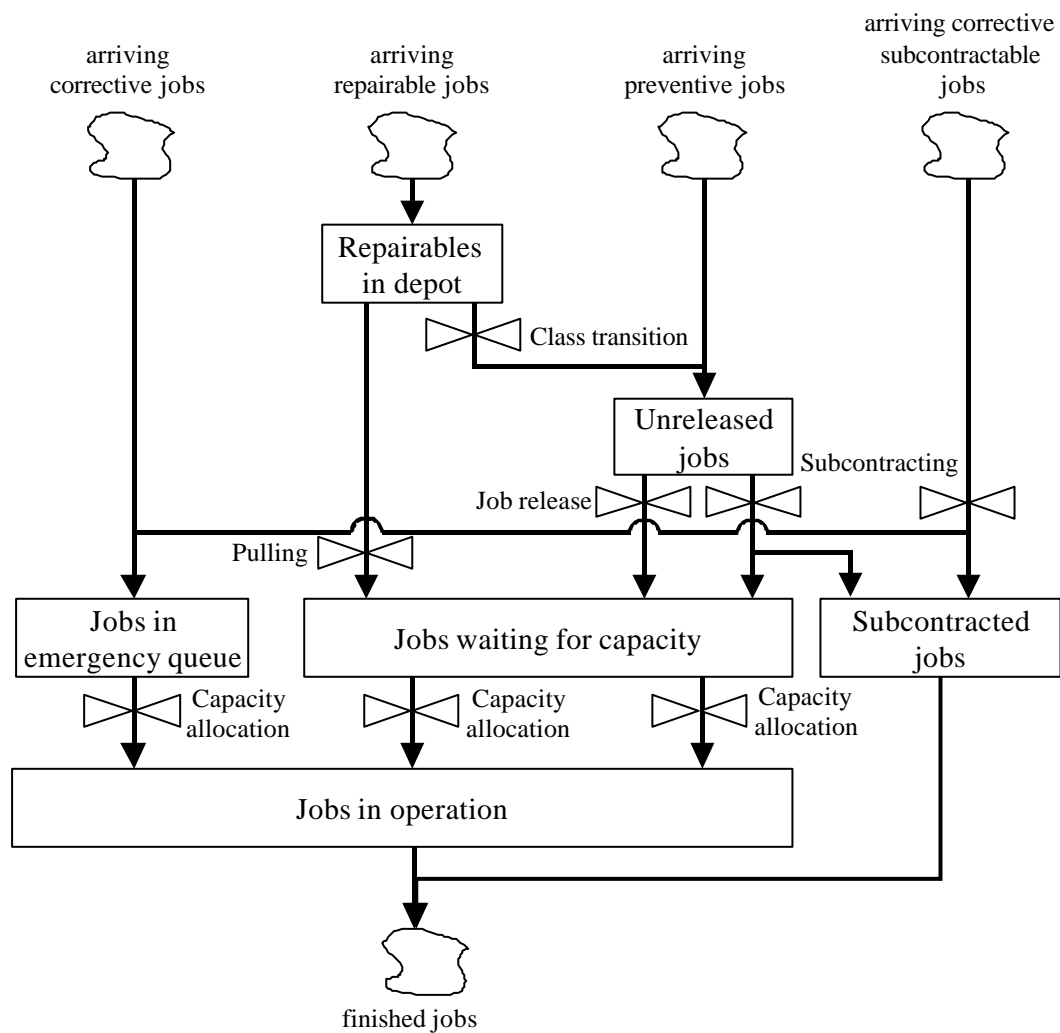 arriving
corrective jobs
arriving
repairable jobs
arriving
preventive jobs
arriving corrective
subcontractable
jobs
Repairables
in depot
Class transition
Unreleased
jobs
Subcontracting
Job release
Pulling
Jobs in
emergency queue
Jobs waiting for capacity
Subcontracted
jobs
Capacity
allocation
Capacity
allocation
Capacity
allocation
Jobs in operation
finished jobs